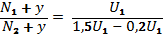 (N₁ + y) / (N₂ + y) = U₁ / (1,5U₁ − 0,2U₁)